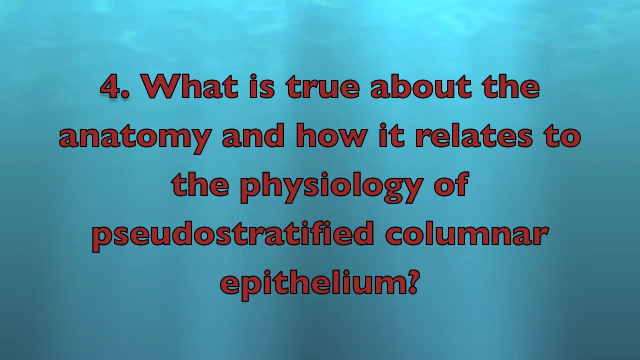 4. What is true about the
anatomy and how it relates to
the physiology of
pseudostratified columnar
epithelium?